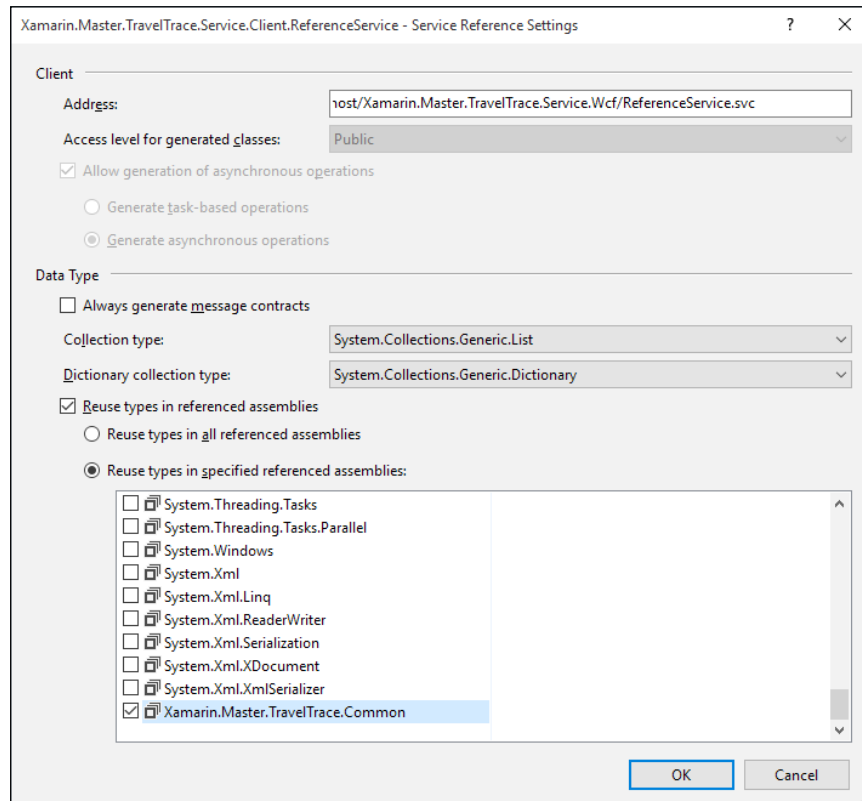 Xamarin.Master.TravelTrace.Service.Client.ReferenceService - Service Reference Settings ?
Client
Address: host/Xamarin.Master.TravelTrace.Service.Wcf/ReferenceService.svc
Access level for generated classes: Public
Allow generation of asynchronous operations
Generate task-based operations
Generate asynchronous operations
Data Type
Always generate message contracts
Collection type: System.Collections.Generic.List
Dictionary collection type: System.Collections.Generic.Dictionary
Reuse types in referenced assemblies
Reuse types in all referenced assemblies
Reuse types in specified referenced assemblies:
System.Threading.Tasks
System.Threading.Tasks.Parallel
System.Windows
System.Xml
System.Xml.Linq
System.Xml.ReaderWriter
System.Xml.Serialization
System.Xml.XDocument
System.Xml.XmlSerializer
Xamarin.Master.TravelTrace.Common
OK Cancel